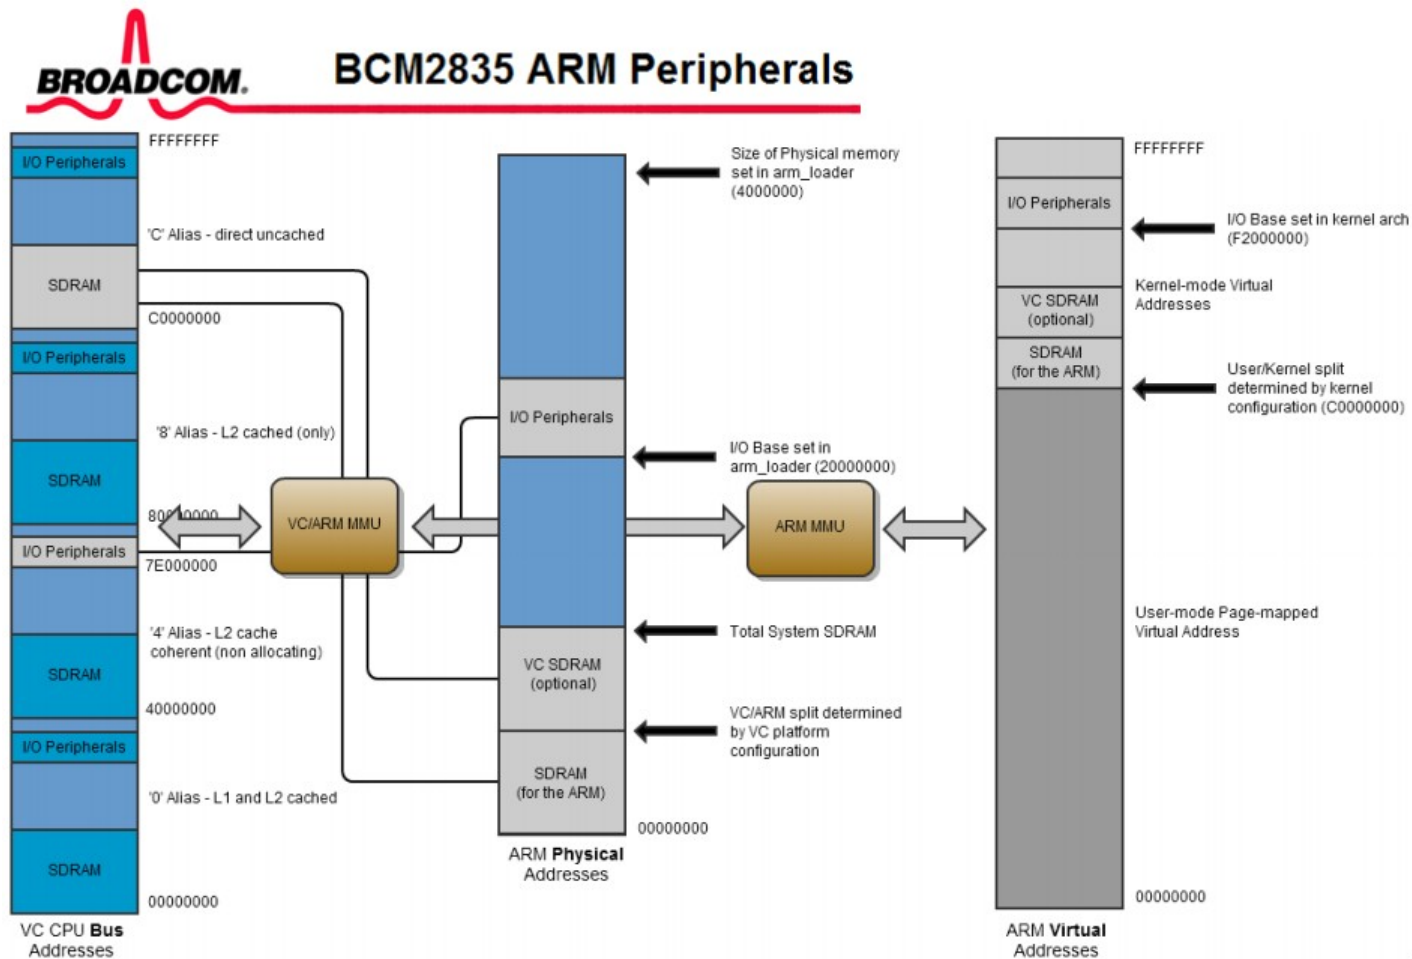 BROADCOM.
BCM2835 ARM Peripherals
FFFFFFFF
I/O Peripherals
'C' Alias - direct uncached
SDRAM
C0000000
I/O Peripherals
'8' Alias - L2 cached (only)
SDRAM
80000000
I/O Peripherals
7E000000
'4' Alias - L2 cache
coherent (non allocating)
SDRAM
40000000
I/O Peripherals
'0' Alias - L1 and L2 cached
SDRAM
00000000
VC CPU Bus
Addresses
VC/ARM MMU
Size of Physical memory
set in arm_loader
(4000000)
I/O Peripherals
I/O Base set in
arm_loader (20000000)
Total System SDRAM
VC SDRAM
(optional)
VC/ARM split determined
by VC platform
configuration
SDRAM
(for the ARM)
00000000
ARM Physical
Addresses
ARM MMU
FFFFFFFF
I/O Peripherals
I/O Base set in kernel arch
(F2000000)
Kernel-mode Virtual
Addresses
VC SDRAM
(optional)
SDRAM
(for the ARM)
User/Kernel split
determined by kernel
configuration (C0000000)
User-mode Page-mapped
Virtual Address
00000000
ARM Virtual
Addresses